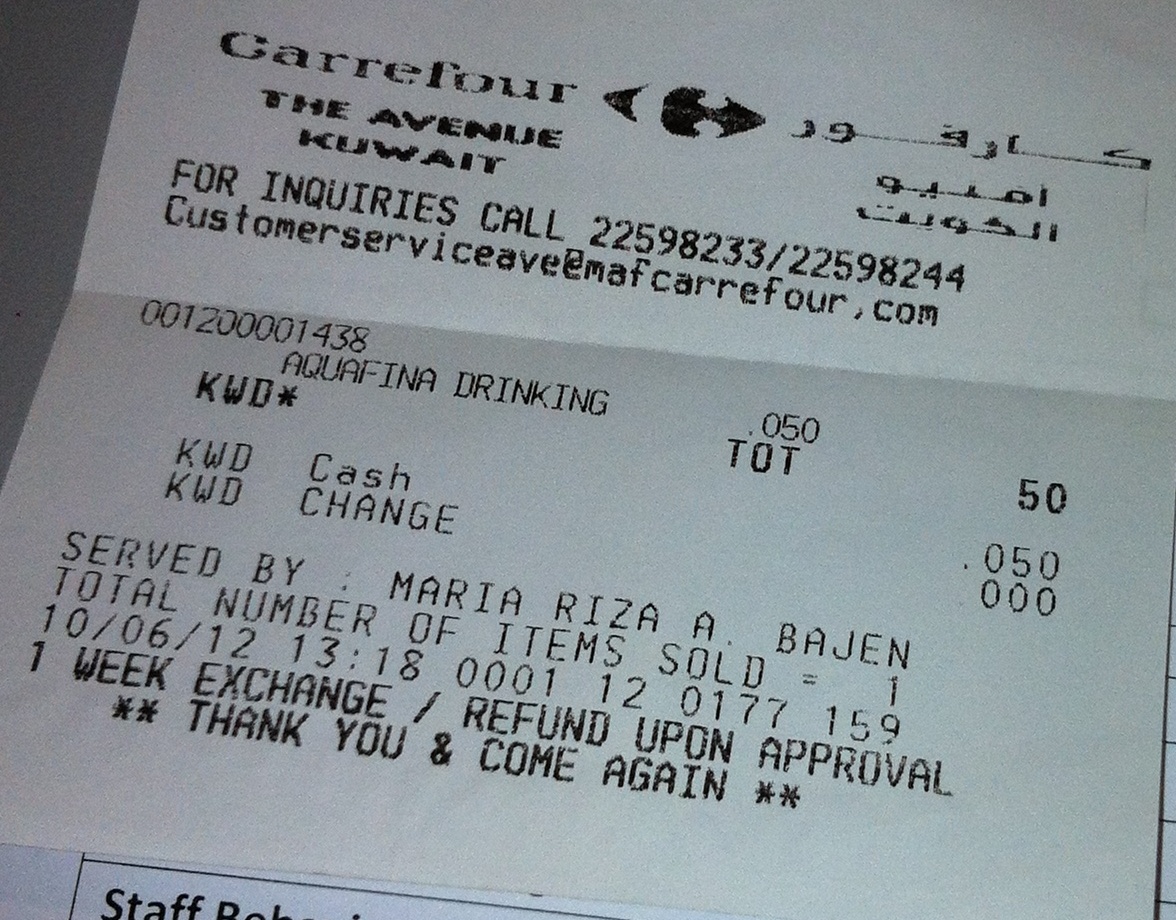 Carrefour كارفور
THE AVENUE افنيو
KUWAIT الكويت
FOR INQUIRIES CALL 22598233/22598244
Customerserviceave@mafcarrefour,com
001200001438
AQUAFINA DRINKING .050
KWD* TOT 50
KWD Cash .050
KWD CHANGE 000
SERVED BY : MARIA RIZA A. BAJEN
TOTAL NUMBER OF ITEMS SOLD = 1
10/06/12 13:18 0001 12 0177 159
1 WEEK EXCHANGE / REFUND UPON APPROVAL
** THANK YOU & COME AGAIN **
Staff